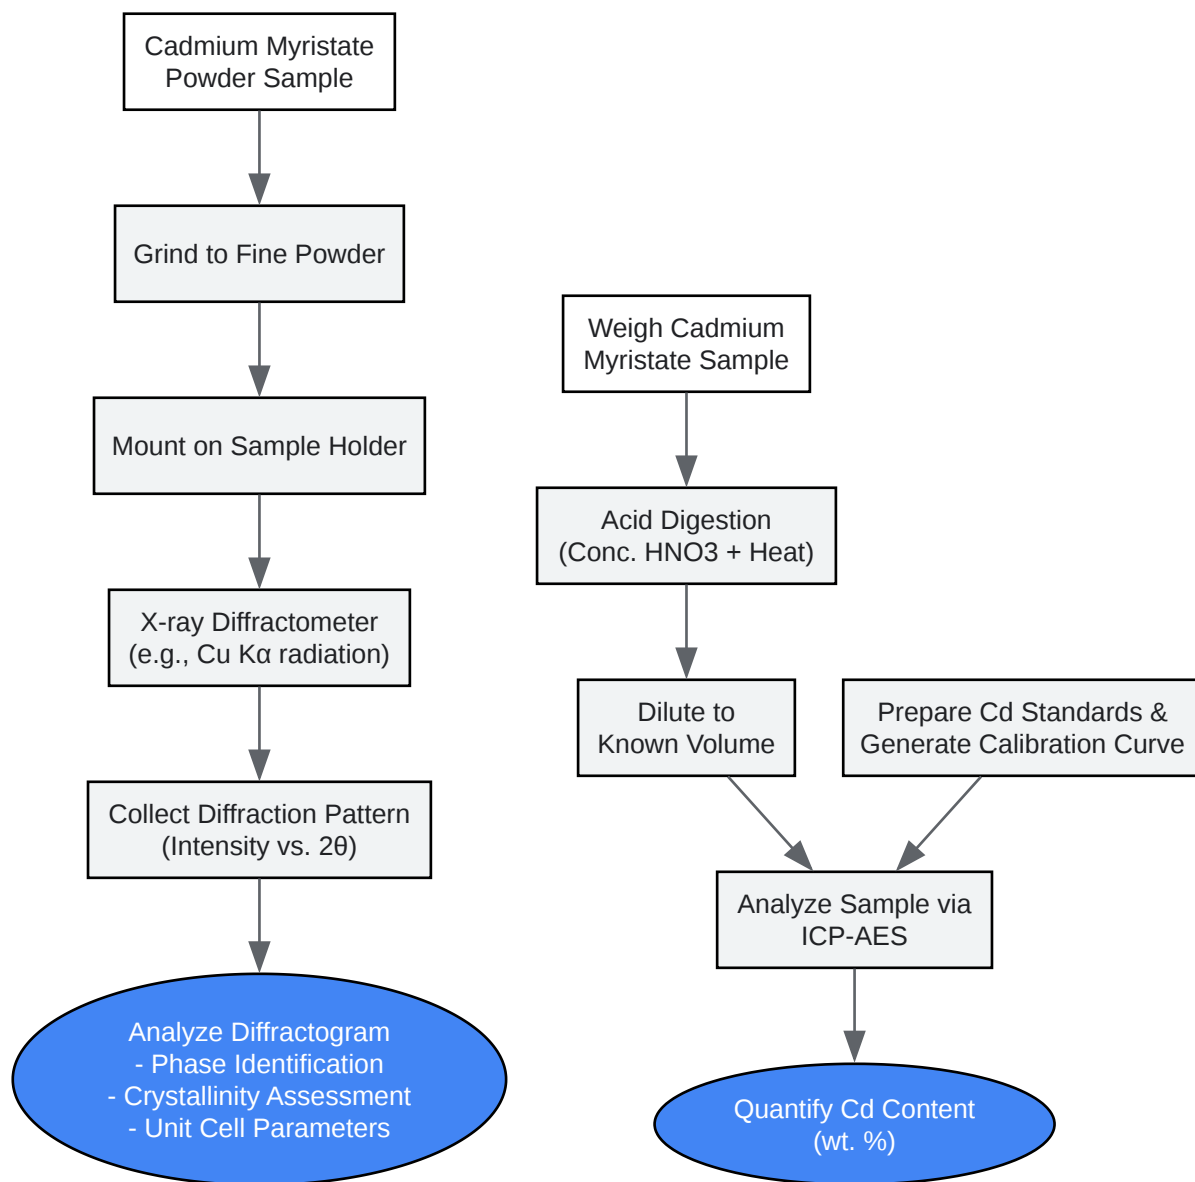 Cadmium Myristate
Powder Sample
Grind to Fine Powder
Mount on Sample Holder
X-ray Diffractometer
(e.g., Cu Kα radiation)
Collect Diffraction Pattern
(Intensity vs. 2θ)
Analyze Diffractogram
- Phase Identification
- Crystallinity Assessment
- Unit Cell Parameters
Weigh Cadmium
Myristate Sample
Acid Digestion
(Conc. HNO3 + Heat)
Dilute to
Known Volume
Prepare Cd Standards &
Generate Calibration Curve
Analyze Sample via
ICP-AES
Quantify Cd Content
(wt. %)